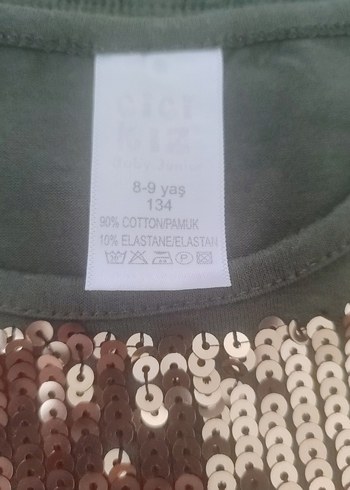 8-9 yaş
134
90% COTTON/PAMUK
10% ELASTANE/ELASTAN